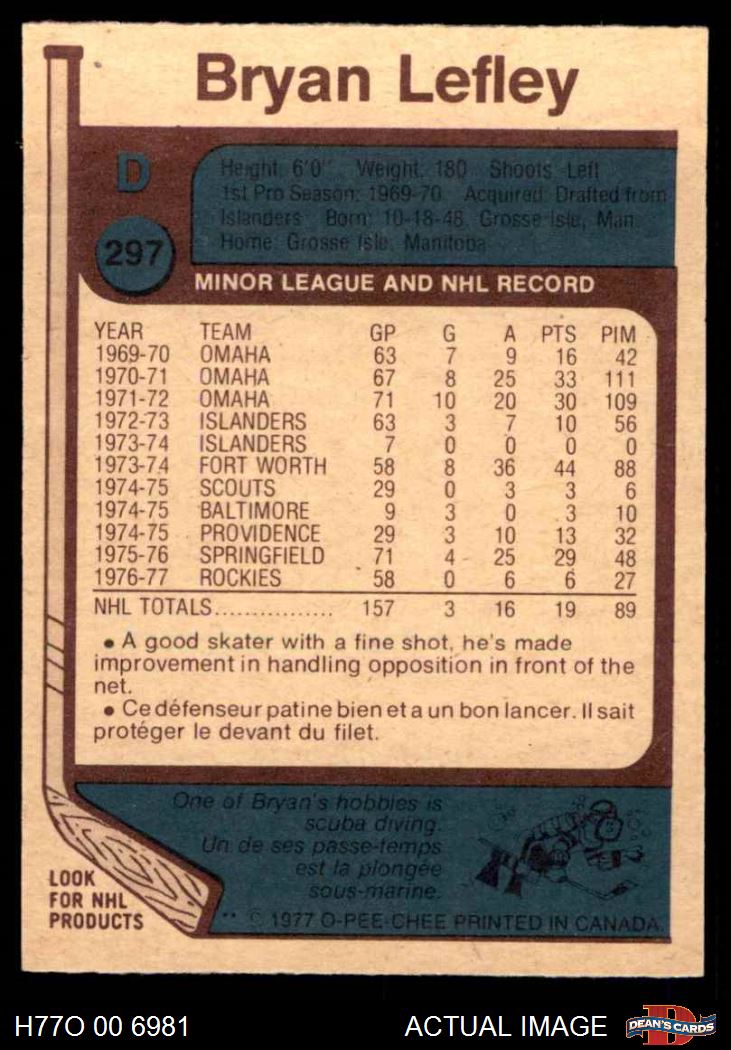 Bryan Lefley
D
Height: 6'0" Weight: 180 Shoots: Left
1st Pro Season: 1969-70 Acquired: Drafted from
Islanders Born: 10-18-48, Grosse Isle, Man.
Home: Grosse Isle, Manitoba
297
MINOR LEAGUE AND NHL RECORD
YEAR TEAM GP G A PTS PIM
1969-70 OMAHA 63 7 9 16 42
1970-71 OMAHA 67 8 25 33 111
1971-72 OMAHA 71 10 20 30 109
1972-73 ISLANDERS 63 3 7 10 56
1973-74 ISLANDERS 7 0 0 0 0
1973-74 FORT WORTH 58 8 36 44 88
1974-75 SCOUTS 29 0 3 3 6
1974-75 BALTIMORE 9 3 0 3 10
1974-75 PROVIDENCE 29 3 10 13 32
1975-76 SPRINGFIELD 71 4 25 29 48
1976-77 ROCKIES 58 0 6 6 27
NHL TOTALS................ 157 3 16 19 89
• A good skater with a fine shot, he's made
improvement in handling opposition in front of the
net.
• Ce défenseur patine bien et a un bon lancer. Il sait
protéger le devant du filet.
One of Bryan's hobbies is
scuba diving.
Un de ses passe-temps
est la plongée
sous-marine.
LOOK
FOR NHL
PRODUCTS
** © 1977 O-PEE-CHEE PRINTED IN CANADA.
H77O 00 6981 ACTUAL IMAGE
D
DEAN'S CARDS